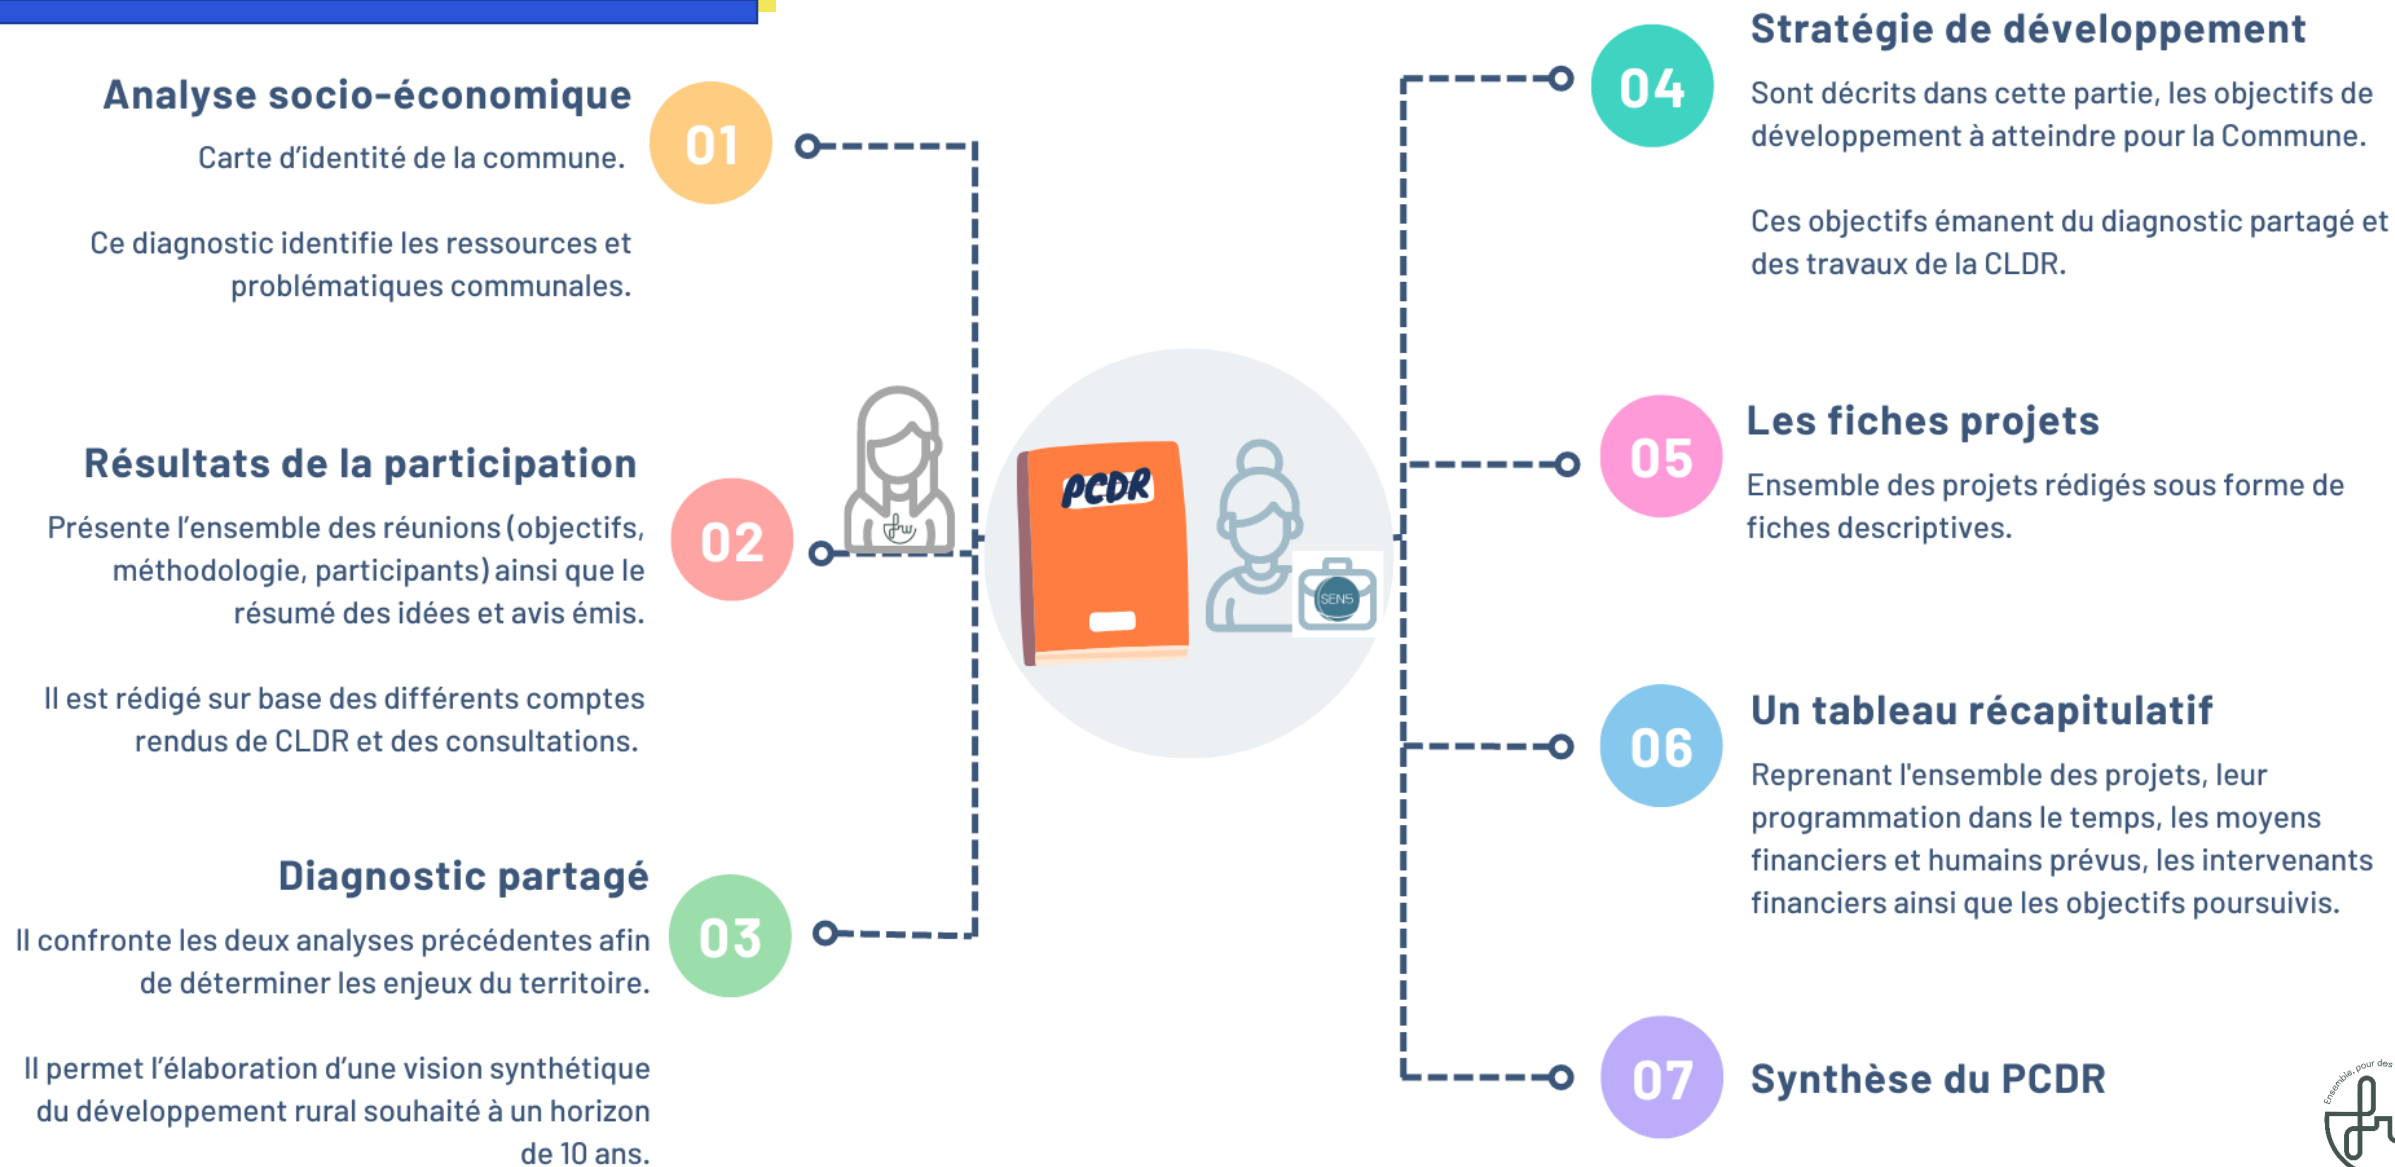 Analyse socio-économique
Carte d’identité de la commune.
Ce diagnostic identifie les ressources et
problématiques communales.
01
Résultats de la participation
Présente l’ensemble des réunions (objectifs,
méthodologie, participants) ainsi que le
résumé des idées et avis émis.
Il est rédigé sur base des différents comptes
rendus de CLDR et des consultations.
02
Diagnostic partagé
Il confronte les deux analyses précédentes afin
de déterminer les enjeux du territoire.
Il permet l’élaboration d’une vision synthétique
du développement rural souhaité à un horizon
de 10 ans.
03
PCDR
SEN5
frw
04
Stratégie de développement
Sont décrits dans cette partie, les objectifs de
développement à atteindre pour la Commune.
Ces objectifs émanent du diagnostic partagé et
des travaux de la CLDR.
05
Les fiches projets
Ensemble des projets rédigés sous forme de
fiches descriptives.
06
Un tableau récapitulatif
Reprenant l'ensemble des projets, leur
programmation dans le temps, les moyens
financiers et humains prévus, les intervenants
financiers ainsi que les objectifs poursuivis.
07
Synthèse du PCDR
Ensemble, pour des